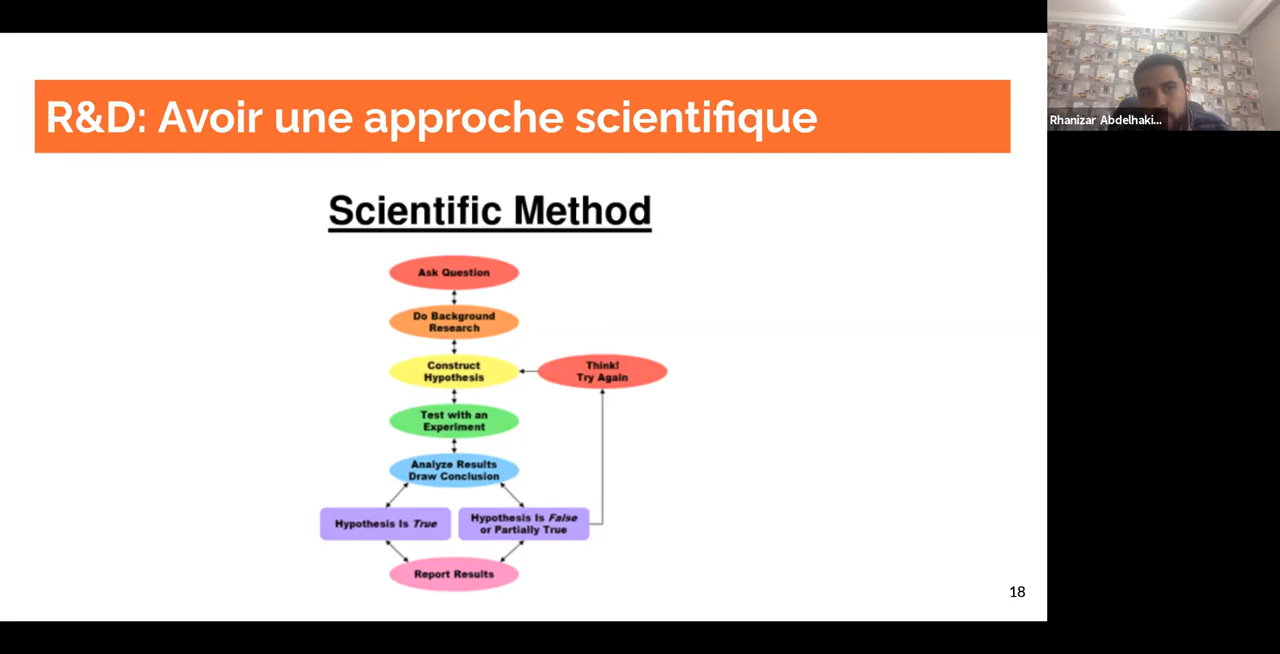 R&D: Avoir une approche scientifique
Rhanizar Abdelhaki...
Scientific Method
Ask Question
Do Background
Research
Construct
Hypothesis
Think!
Try Again
Test with an
Experiment
Analyze Results
Draw Conclusion
Hypothesis Is True
Hypothesis Is False
or Partially True
Report Results
18